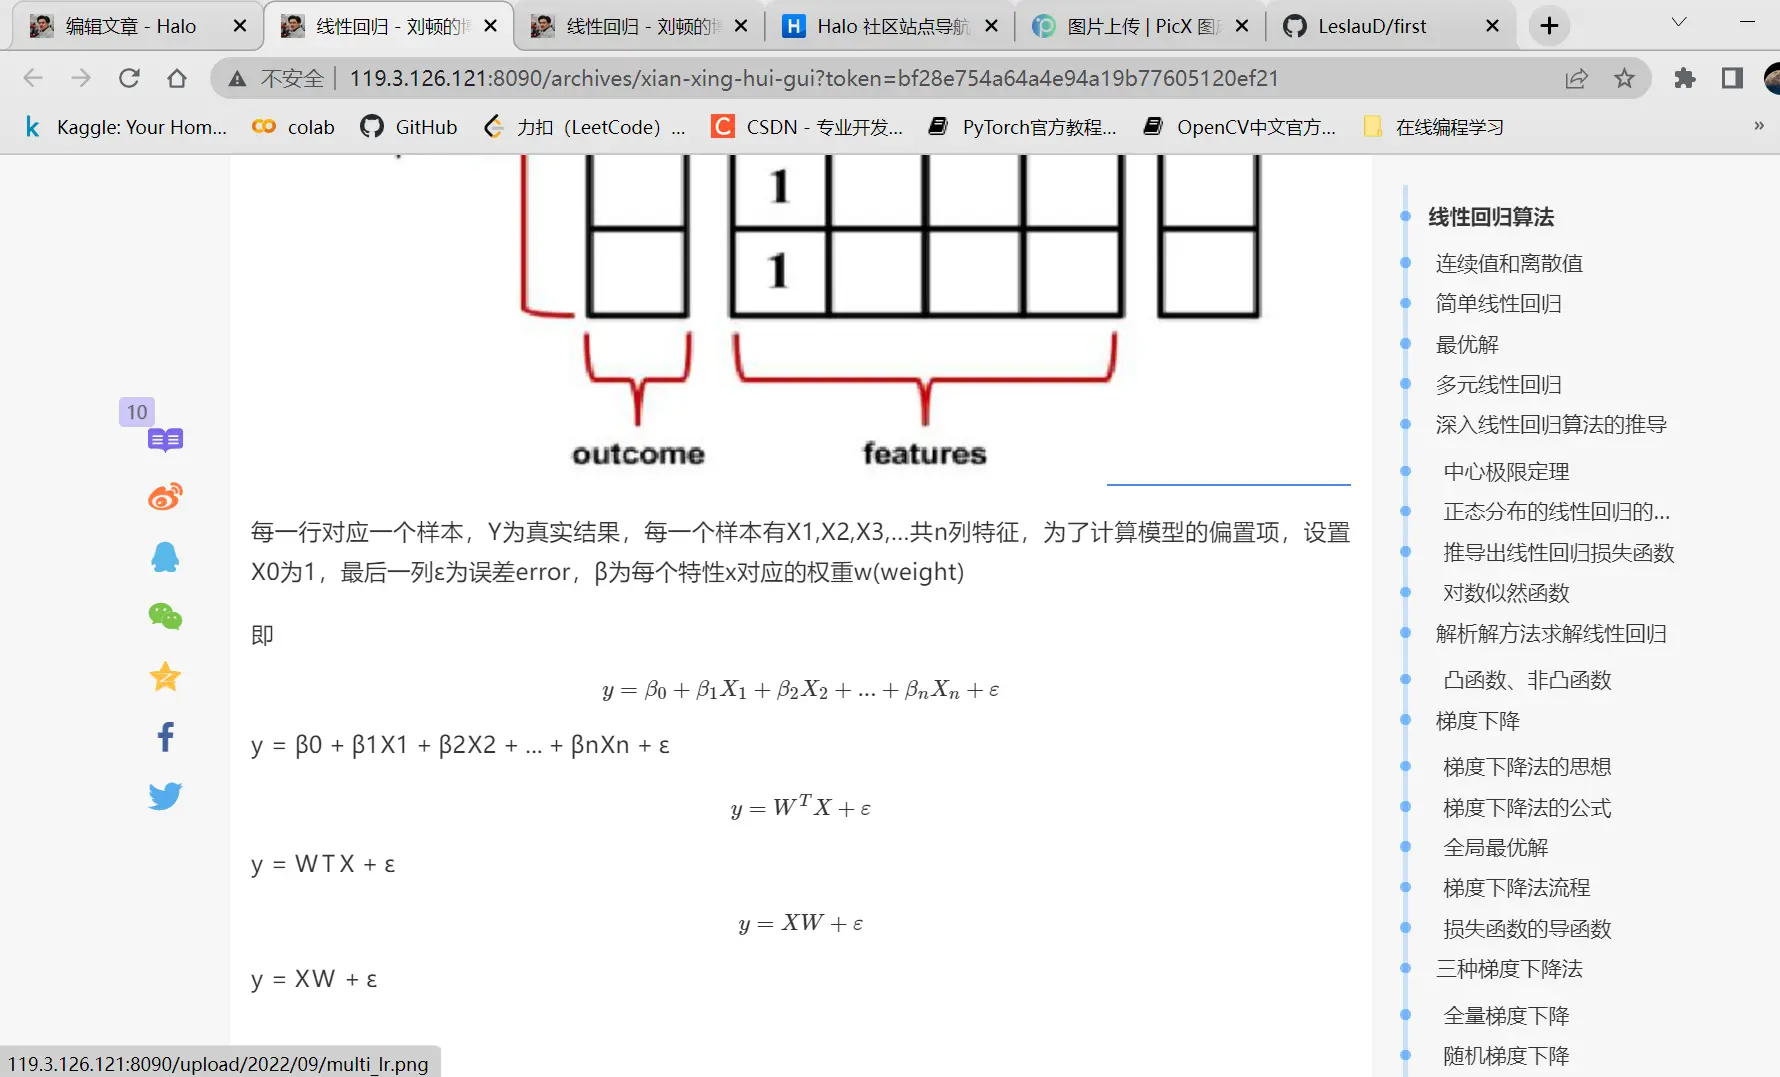 编辑文章 - Halo
线性回归 - 刘顿的博
线性回归 - 刘顿的博
Halo 社区站点导航
图片上传 | PicX 图床
LeslauD/first
不安全 119.3.126.121:8090/archives/xian-xing-hui-gui?token=bf28e754a64a4e94a19b77605120ef21
Kaggle: Your Hom...
colab
GitHub
力扣（LeetCode）...
CSDN - 专业开发...
PyTorch官方教程...
OpenCV中文官方...
在线编程学习
»
1
1
outcome
features
10
每一行对应一个样本，Y为真实结果，每一个样本有X1,X2,X3,...共n列特征，为了计算模型的偏置项，设置
X0为1，最后一列ε为误差error，β为每个特性x对应的权重w(weight)
即
y = β₀ + β₁X₁ + β₂X₂ + ... + βₙXₙ + ε
y = β0 + β1X1 + β2X2 + ... + βnXn + ε
y = WᵀX + ε
y = WTX + ε
y = XW + ε
y = XW + ε
线性回归算法
连续值和离散值
简单线性回归
最优解
多元线性回归
深入线性回归算法的推导
中心极限定理
正态分布的线性回归的...
推导出线性回归损失函数
对数似然函数
解析解方法求解线性回归
凸函数、非凸函数
梯度下降
梯度下降法的思想
梯度下降法的公式
全局最优解
梯度下降法流程
损失函数的导函数
三种梯度下降法
全量梯度下降
随机梯度下降
119.3.126.121:8090/upload/2022/09/multi_lr.png